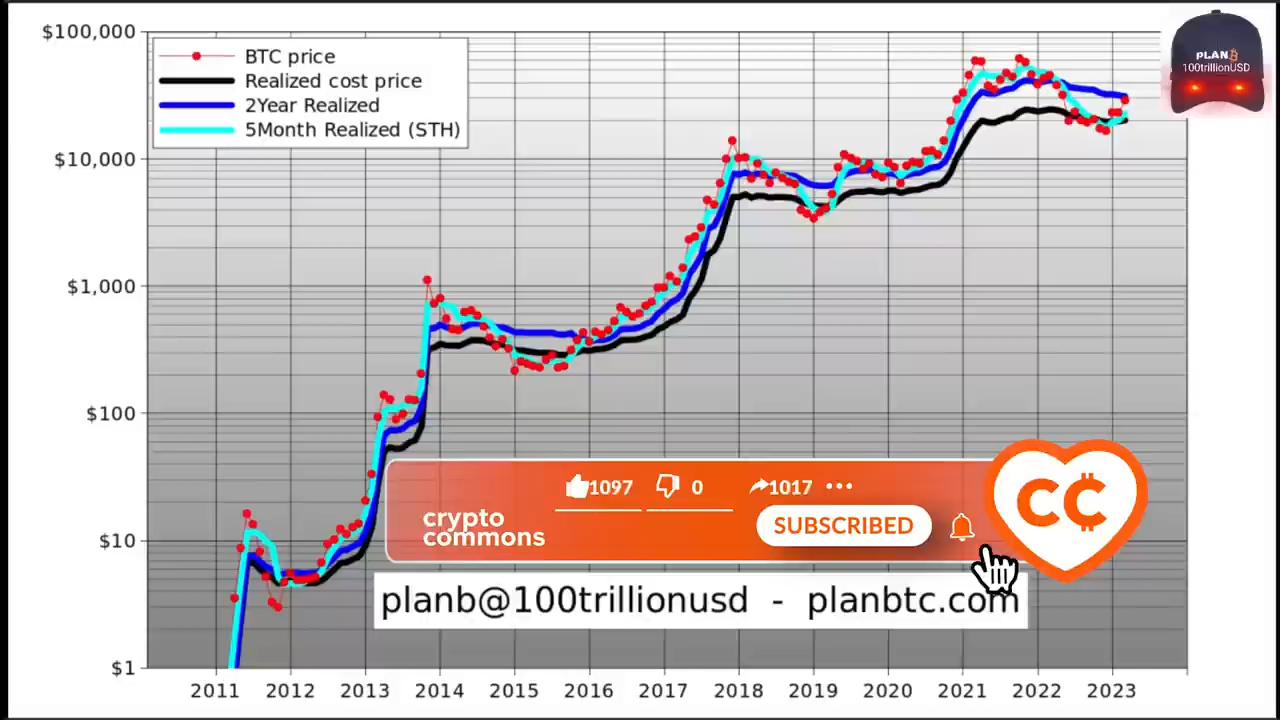 $100,000
BTC price
Realized cost price
2Year Realized
5Month Realized (STH)
PLAN₿
100trillionUSD
$10,000
$1,000
$100
$10
$1
1097 0 1017
crypto
commons
SUBSCRIBED
CC
planb@100trillionusd - planbtc.com
2011 2012 2013 2014 2015 2016 2017 2018 2019 2020 2021 2022 2023